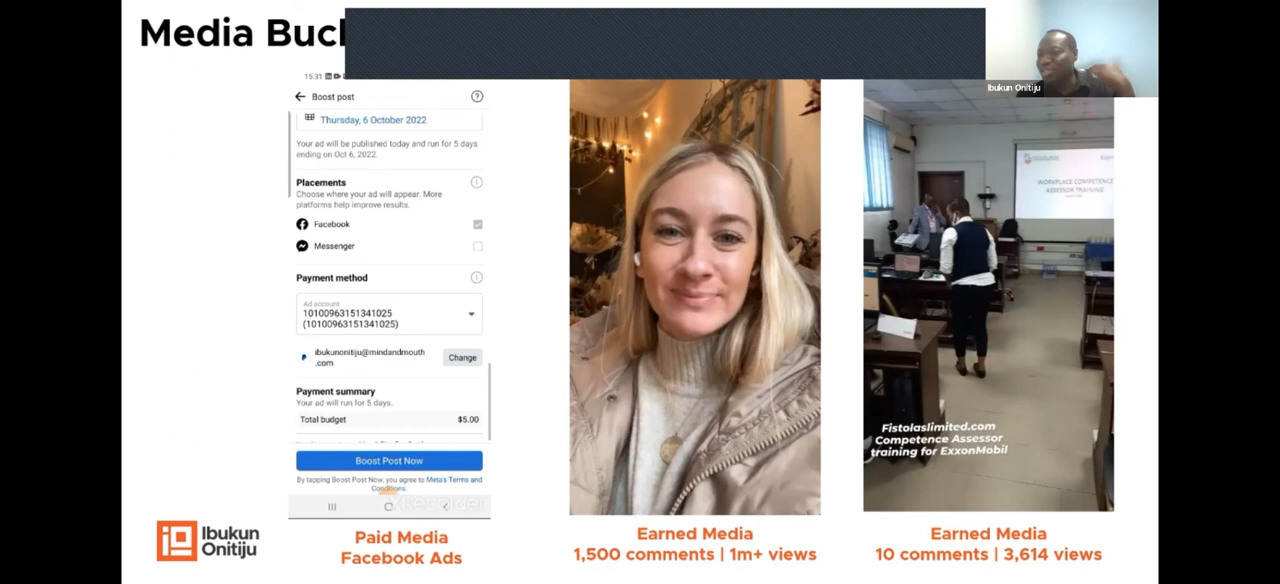 Media Buc
Ibukun Onitiju
15:31
Boost post
Thursday, 6 October 2022
Your ad will be published today and run for 5 days
ending on Oct 6, 2022.
Placements
Choose where your ad will appear. More
platforms help improve results.
Facebook
Messenger
Payment method
Ad account
10100963151341025
(10100963151341025)
ibukunonitiju@mindandmouth
.com
Change
Payment summary
Your ad will run for 5 days.
Total budget
$5.00
Boost Post Now
By tapping Boost Post Now, you agree to Meta's Terms and
Conditions.
WORKPLACE COMPETENCE
ASSESSOR TRAINING
Fistolaslimited.com
Competence Assessor
training for ExxonMobil
Ibukun
Onitiju
Paid Media
Facebook Ads
Earned Media
1,500 comments | 1m+ views
Earned Media
10 comments | 3,614 views